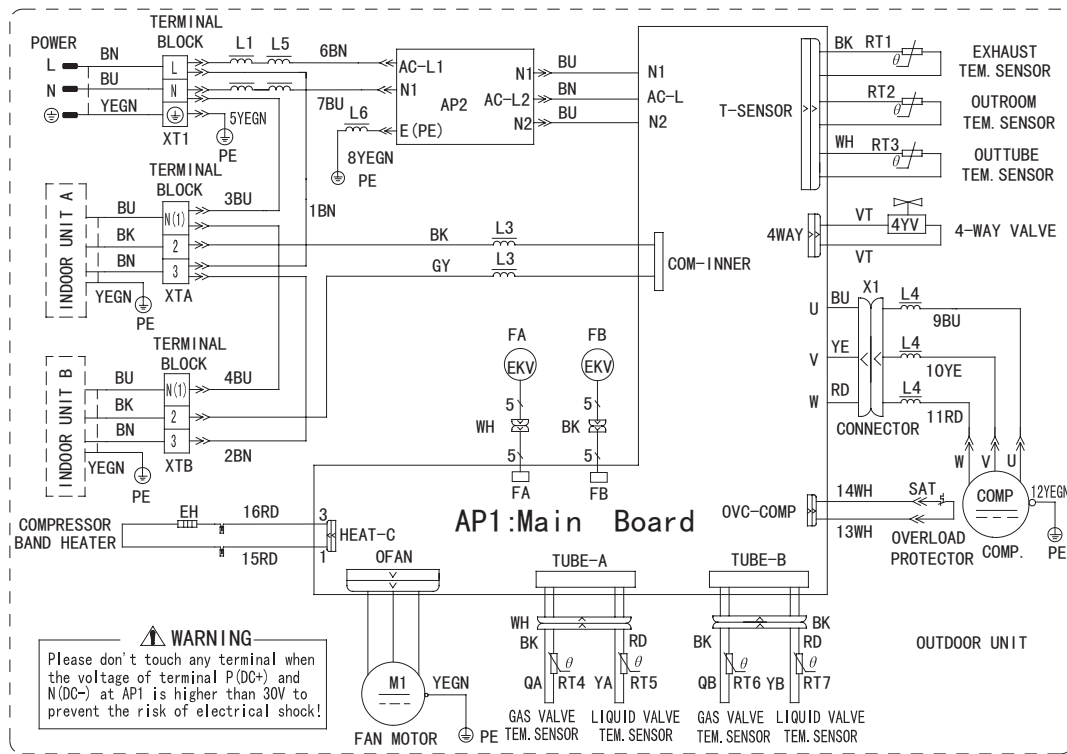 POWER
TERMINAL
BLOCK
L
BN
L
N
BU
N
YEGN
XT1
5YEGN
PE
L1
L5
6BN
7BU
L6
8YEGN
PE
AC-L1
N1
E(PE)
AP2
N1
AC-L2
N2
BU
BN
BU
N1
AC-L
N2
T-SENSOR
BK
RT1
θ
EXHAUST
TEM. SENSOR
RT2
θ
OUTROOM
TEM. SENSOR
WH
RT3
θ
OUTTUBE
TEM. SENSOR
TERMINAL
BLOCK
INDOOR UNIT A
BU
N(1)
3BU
BK
2
BN
3
YEGN
PE
XTA
1BN
BK
L3
GY
L3
COM-INNER
4WAY
VT
4YV
VT
4-WAY VALVE
X1
U
BU
L4
9BU
V
YE
L4
10YE
W
RD
L4
11RD
CONNECTOR
TERMINAL
BLOCK
INDOOR UNIT B
BU
N(1)
4BU
BK
2
BN
3
YEGN
PE
XTB
2BN
FA
FB
EKV
EKV
5
5
WH
BK
5
5
FA
FB
W
V
U
COMP
COMP.
12YEGN
PE
OVC-COMP
14WH
SAT
13WH
OVERLOAD
PROTECTOR
COMPRESSOR
BAND HEATER
EH
16RD
3
HEAT-C
15RD
1
AP1:Main Board
OFAN
TUBE-A
TUBE-B
WH
BK
BK
RD
BK
RD
θ
θ
θ
θ
QA
RT4
YA
RT5
QB
RT6
YB
RT7
GAS VALVE
TEM. SENSOR
LIQUID VALVE
TEM. SENSOR
GAS VALVE
TEM. SENSOR
LIQUID VALVE
TEM. SENSOR
M1
YEGN
PE
FAN MOTOR
OUTDOOR UNIT
WARNING
Please don't touch any terminal when
the voltage of terminal P(DC+) and
N(DC-) at AP1 is higher than 30V to
prevent the risk of electrical shock!